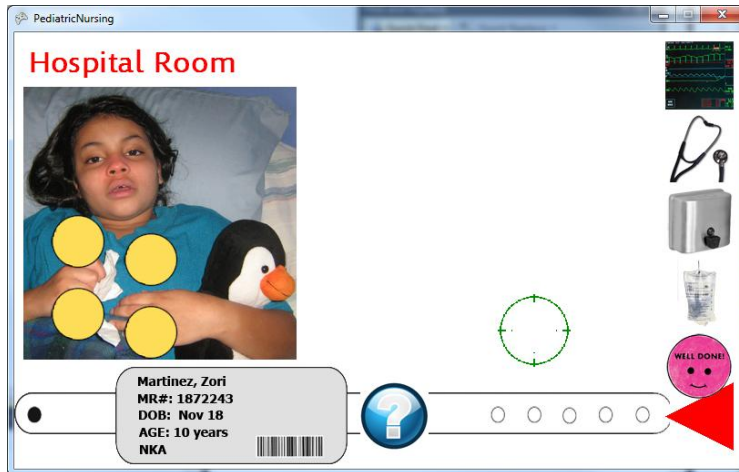 PediatricNursing
Hospital Room
WELL DONE!
Martinez, Zori
MR#: 1872243
DOB: Nov 18
AGE: 10 years
NKA
?